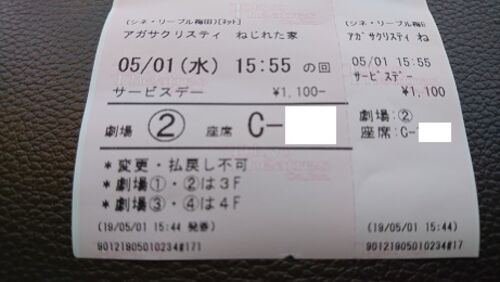 (シネ・リーブル梅田)[ネット]
アガサクリスティ ねじれた家
05/01(水) 15:55 の回
サービスデー ¥1,100-
劇場 ② 座席 C-
*変更・払戻し不可
*劇場①・②は3F
*劇場③・④は4F
(19/05/01 15:44 発券)
90121905010234#171
(シネ・リーブル梅田
アガサクリスティ ね
05/01 15:55
サービスデー
¥1,100
劇場:②
座席:C-
(19/05/01 15:44)
90121905010234#17